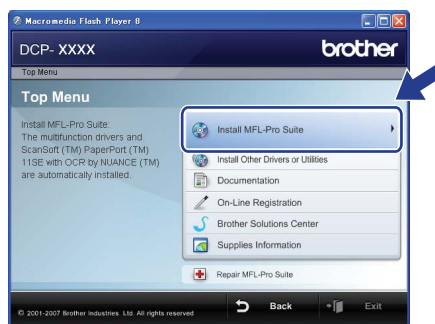 Macromedia Flash Player 8
DCP- XXXX
brother
Top Menu
Top Menu
Install MFL-Pro Suite:
The multifunction drivers and
ScanSoft (TM) PaperPort (TM)
11SE with OCR by NUANCE (TM)
are automatically installed.
Install MFL-Pro Suite
Install Other Drivers or Utilities
Documentation
On-Line Registration
Brother Solutions Center
Supplies Information
Repair MFL-Pro Suite
© 2001-2007 Brother Industries Ltd. All rights reserved
Back
Exit